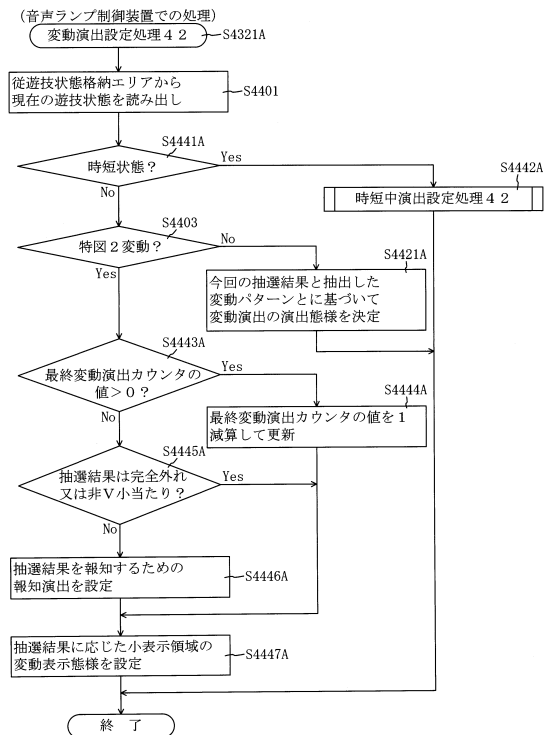 (音声ランプ制御装置での処理)
変動演出設定処理42
S4321A
従遊技状態格納エリアから
現在の遊技状態を読み出し
S4401
S4441A
時短状態?
Yes
No
S4442A
時短中演出設定処理42
S4403
特図2変動?
No
Yes
S4421A
今回の抽選結果と抽出した
変動パターンとに基づいて
変動演出の演出態様を決定
S4443A
最終変動演出カウンタの
値>0?
Yes
No
S4444A
最終変動演出カウンタの値を1
減算して更新
S4445A
抽選結果は完全外れ
又は非V小当たり?
Yes
No
抽選結果を報知するための
報知演出を設定
S4446A
抽選結果に応じた小表示領域の
変動表示態様を設定
S4447A
終 了